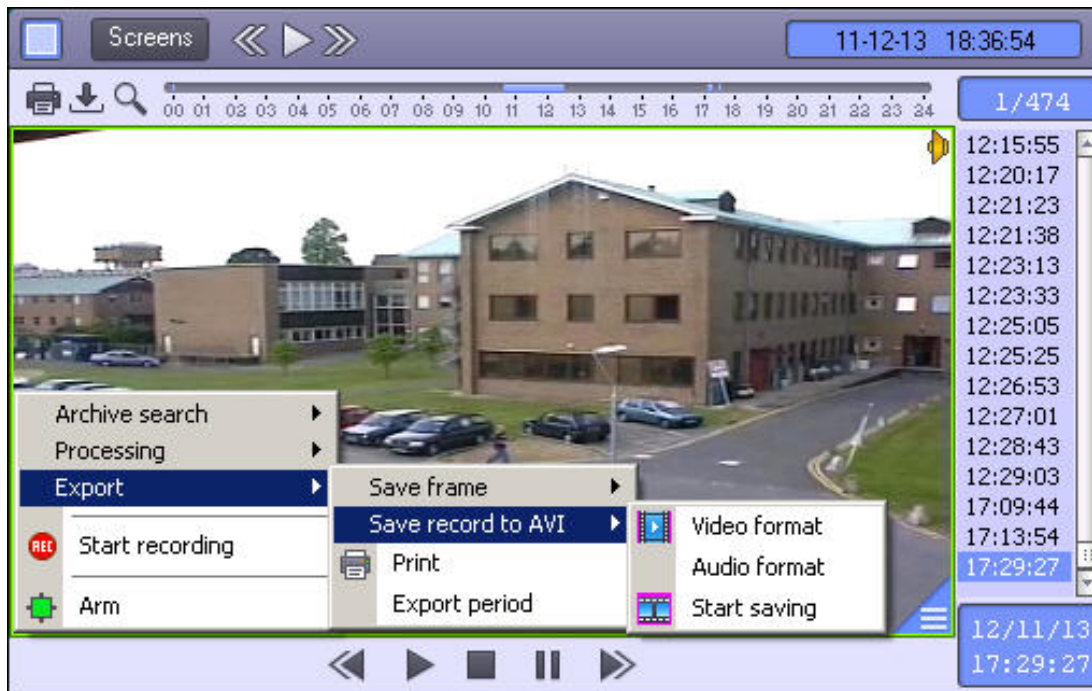 Screens
11-12-13 18:36:54
00 01 02 03 04 05 06 07 08 09 10 11 12 13 14 15 16 17 18 19 20 21 22 23 24
1/474
12:15:55
12:20:17
12:21:23
12:21:38
12:23:13
12:23:33
12:25:05
12:25:25
12:26:53
12:27:01
12:28:43
12:29:03
17:09:44
17:13:54
17:29:27
Archive search
Processing
Export
REC Start recording
Arm
Save frame
Save record to AVI
Print
Export period
Video format
Audio format
Start saving
12/11/13
17:29:27